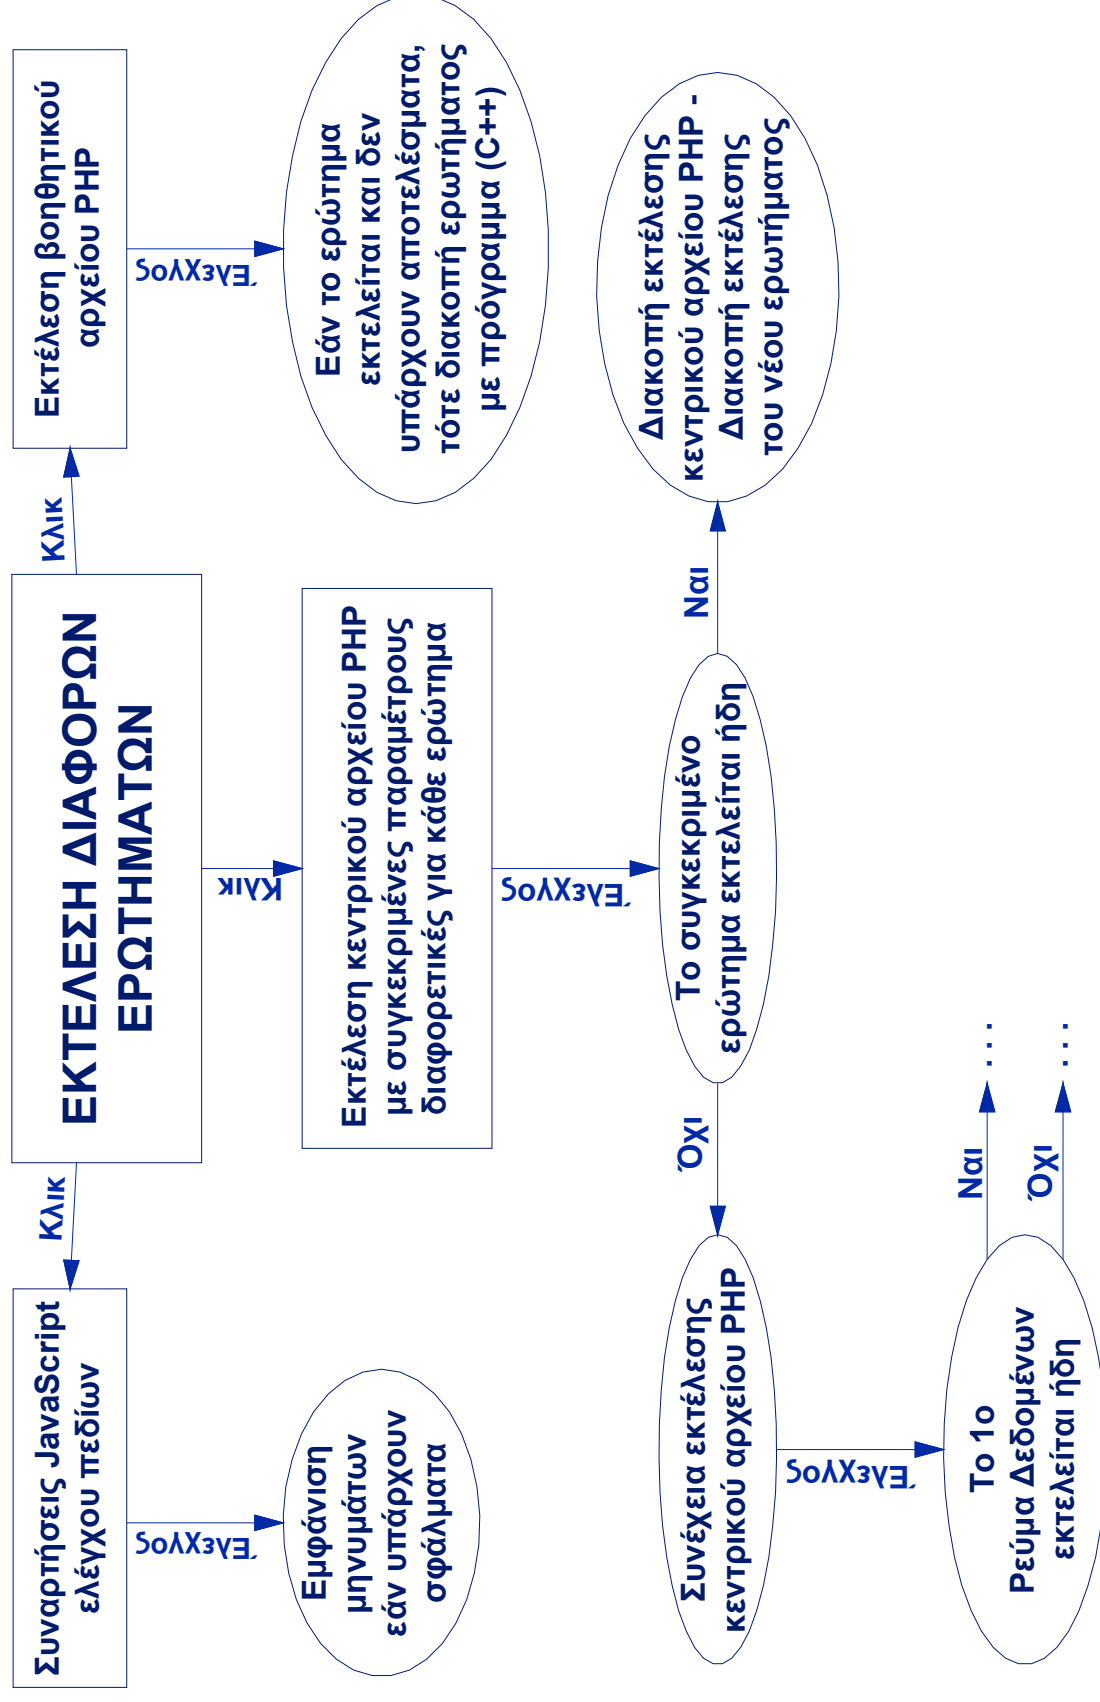 ΕΚΤΕΛΕΣΗ ΔΙΑΦΟΡΩΝ
ΕΡΩΤΗΜΑΤΩΝ
Κλικ
Κλικ
Κλικ
Συναρτήσεις JavaScript
ελέγχου πεδίων
Έλεγχος
Εμφάνιση
μηνυμάτων
εάν υπάρχουν
σφάλματα
Εκτέλεση κεντρικού αρχείου PHP
με συγκεκριμένες παραμέτρους
διαφορετικές για κάθε ερώτημα
Έλεγχος
Εκτέλεση βοηθητικού
αρχείου PHP
Έλεγχος
Εάν το ερώτημα
εκτελείται και δεν
υπάρχουν αποτελέσματα,
τότε διακοπή ερωτήματος
με πρόγραμμα (C++)
Το συγκεκριμένο
ερώτημα εκτελείται ήδη
Όχι
Ναι
Συνέχεια εκτέλεσης
κεντρικού αρχείου PHP
Διακοπή εκτέλεσης
κεντρικού αρχείου PHP -
Διακοπή εκτέλεσης
του νέου ερωτήματος
Έλεγχος
Το 1ο
Ρεύμα Δεδομένων
εκτελείται ήδη
Ναι
. . .
Όχι
. . .